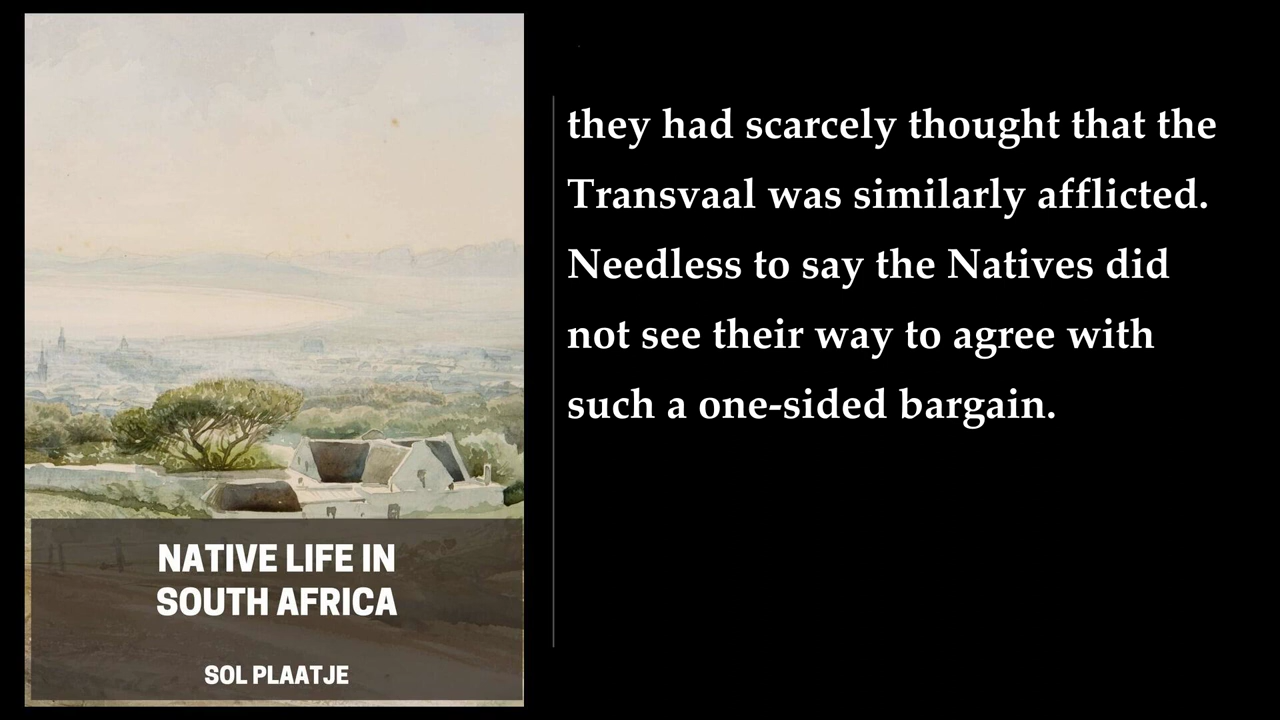 NATIVE LIFE IN
SOUTH AFRICA
SOL PLAATJE
they had scarcely thought that the
Transvaal was similarly afflicted.
Needless to say the Natives did
not see their way to agree with
such a one-sided bargain.